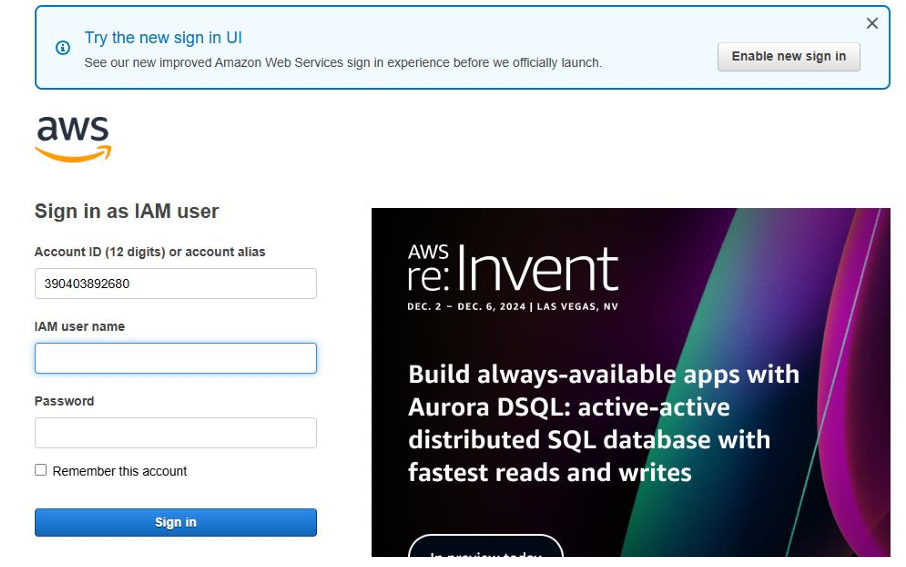 Try the new sign in UI
See our new improved Amazon Web Services sign in experience before we officially launch.
Enable new sign in
aws
Sign in as IAM user
Account ID (12 digits) or account alias
390403892680
IAM user name
Password
Remember this account
Sign in
AWS
re:Invent
DEC. 2 – DEC. 6, 2024 | LAS VEGAS, NV
Build always-available apps with
Aurora DSQL: active-active
distributed SQL database with
fastest reads and writes
In preview today